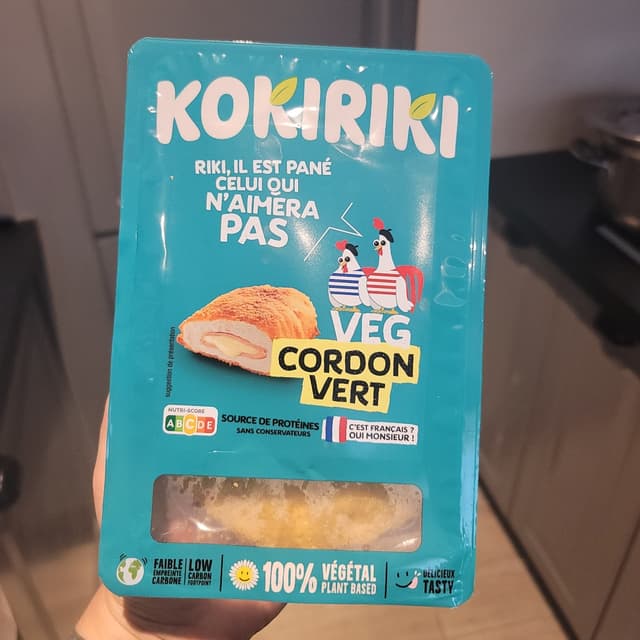 KOKIRIKI
RIKI, IL EST PANÉ
CELUI QUI
N'AIMERA
PAS
VEG
CORDON
VERT
suggestion de présentation
NUTRI-SCORE
A B C D E
SOURCE DE PROTÉINES
SANS CONSERVATEURS
C'EST FRANÇAIS ?
OUI MONSIEUR !
FAIBLE
EMPREINTE
CARBONE
LOW
CARBON
FOOTPRINT
100% VÉGÉTAL
PLANT BASED
DÉLICIEUX
TASTY